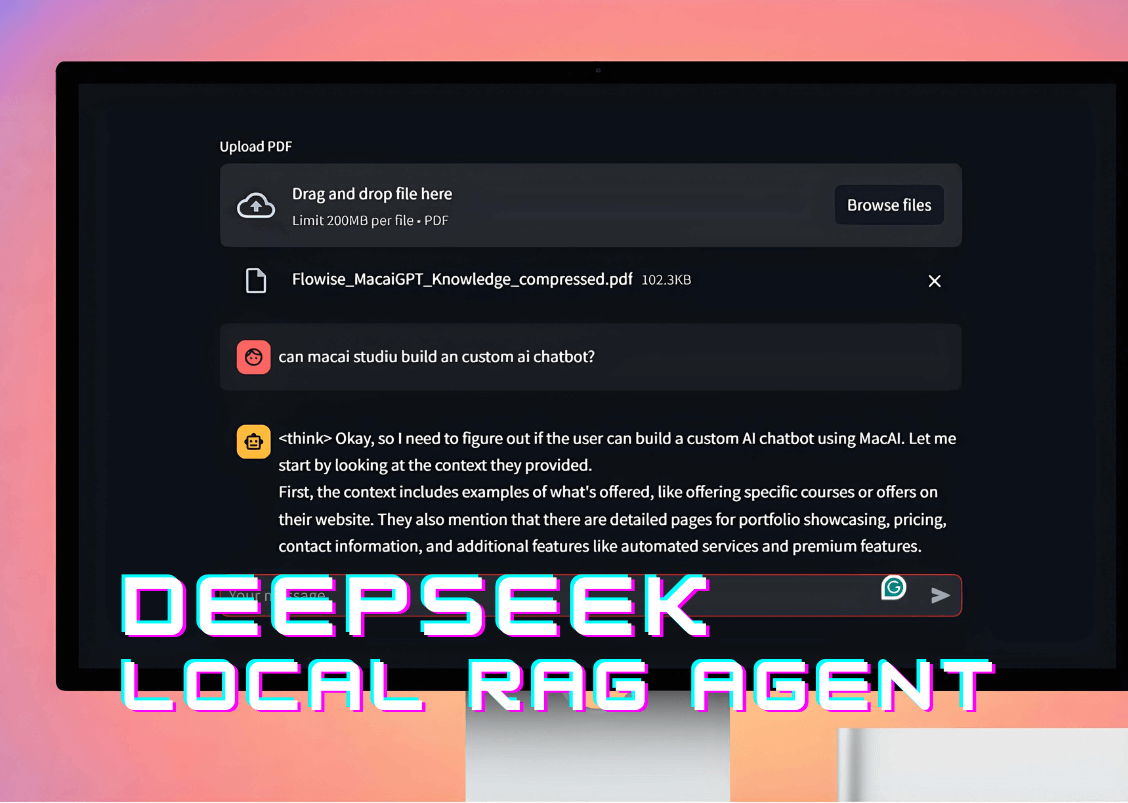 Upload PDF
Drag and drop file here
Limit 200MB per file • PDF
Browse files
Flowise_MacaiGPT_Knowledge_compressed.pdf 102.3KB
can macai studiu build an custom ai chatbot?
<think> Okay, so I need to figure out if the user can build a custom AI chatbot using MacAI. Let me
start by looking at the context they provided.
First, the context includes examples of what's offered, like offering specific courses or offers on
their website. They also mention that there are detailed pages for portfolio showcasing, pricing,
contact information, and additional features like automated services and premium features.
Your message
DEEPSEEK
LOCAL RAG AGENT